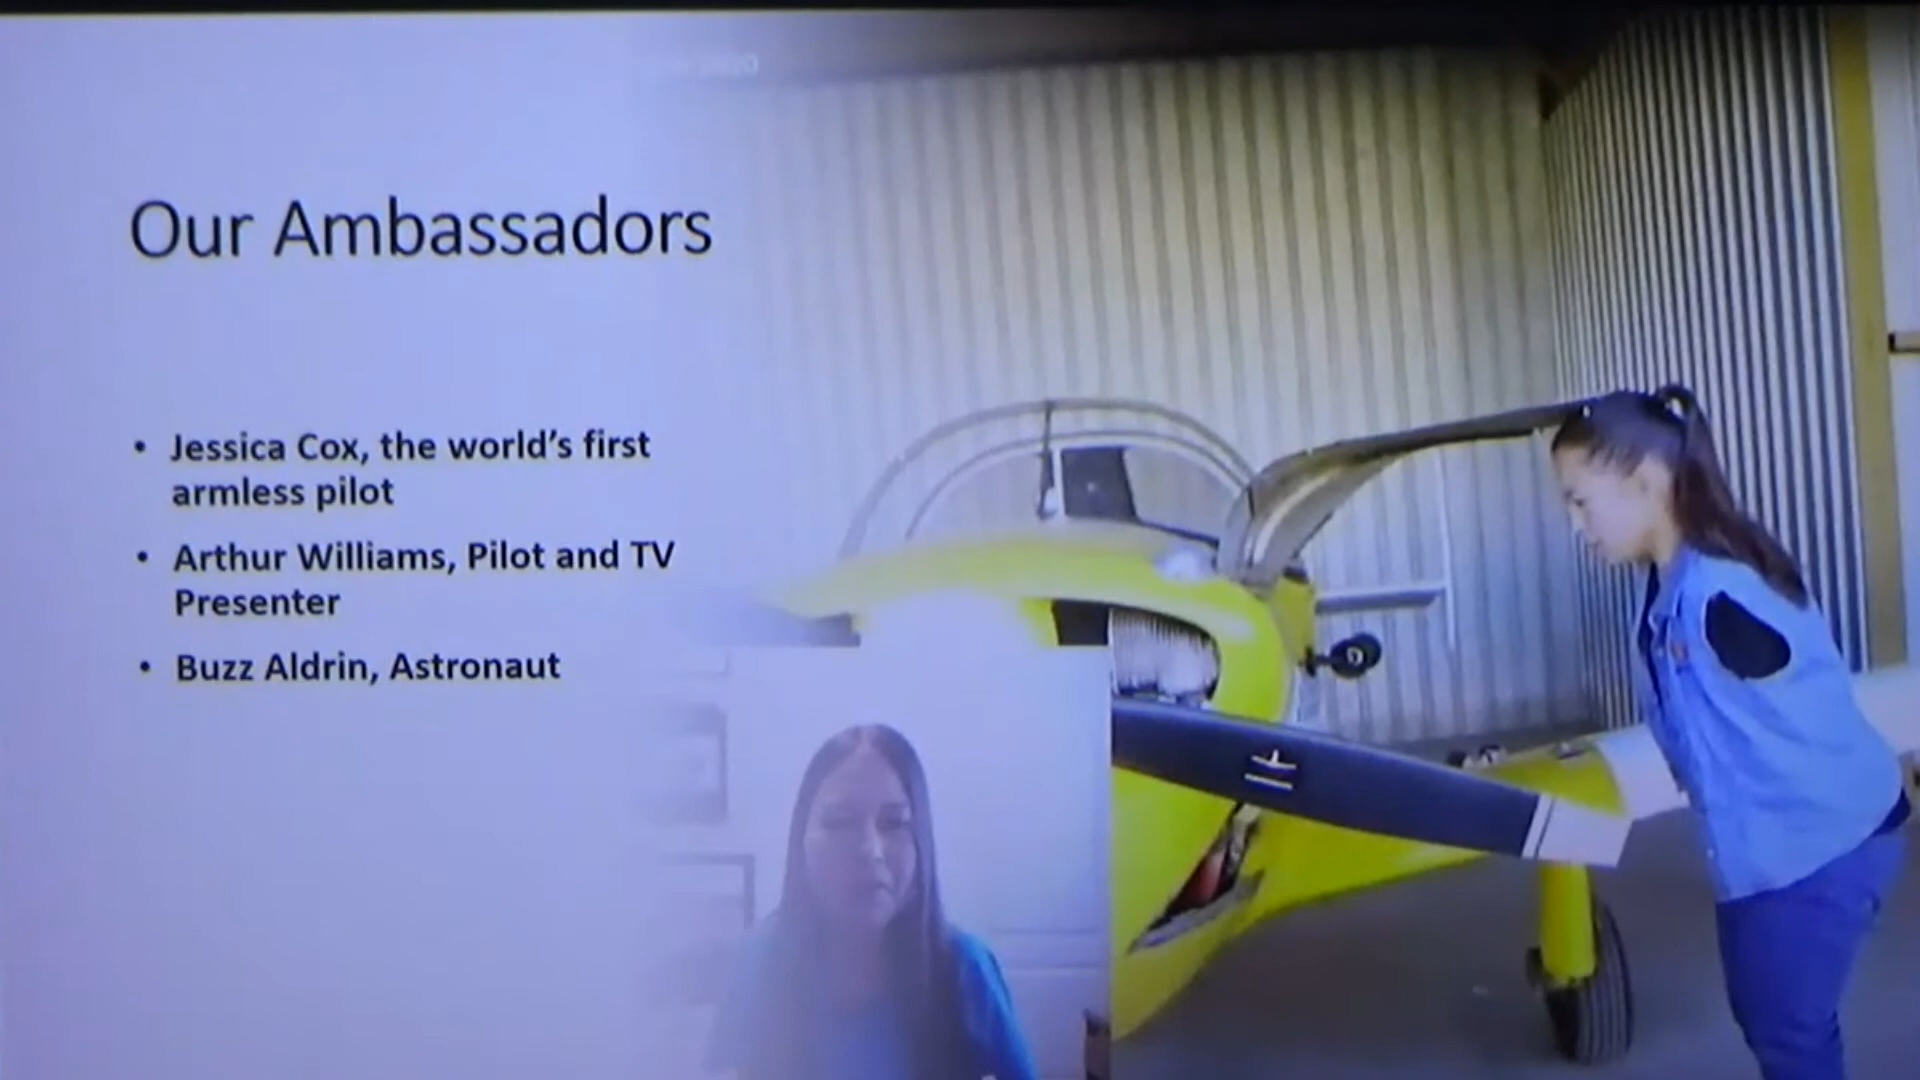 Our Ambassadors
• Jessica Cox, the world's first
armless pilot
• Arthur Williams, Pilot and TV
Presenter
• Buzz Aldrin, Astronaut